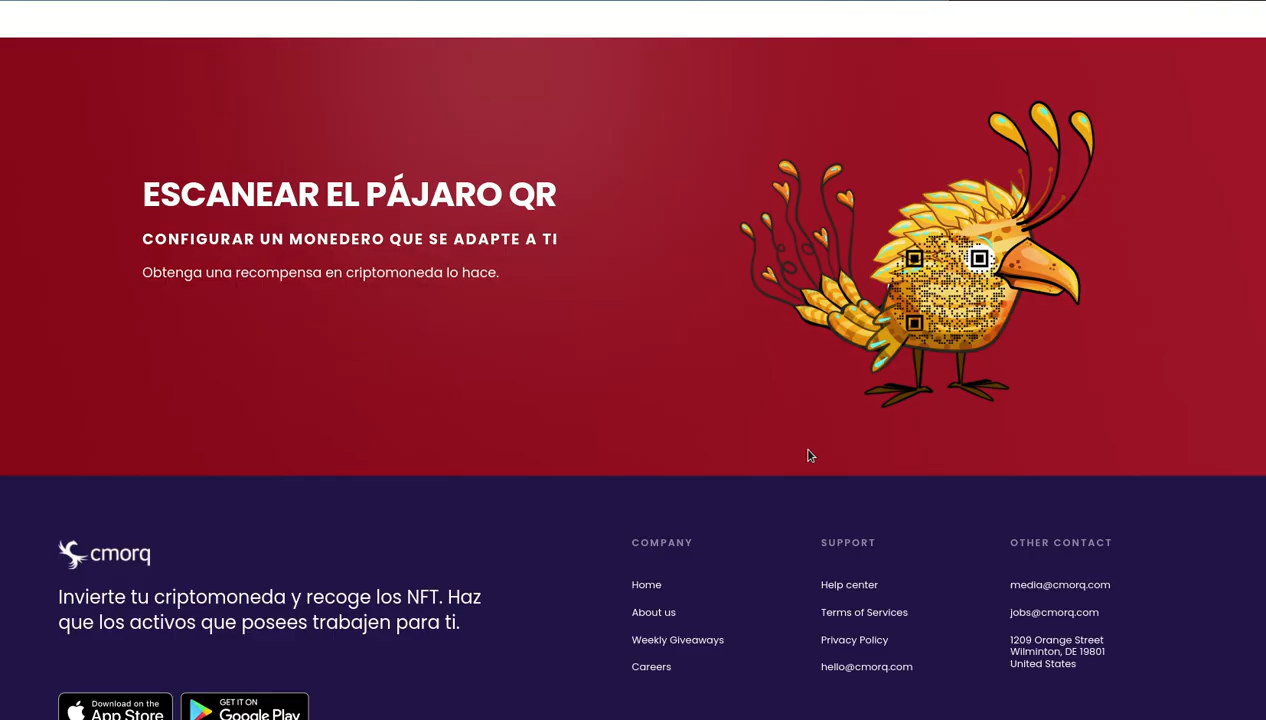 ESCANEAR EL PÁJARO QR
CONFIGURAR UN MONEDERO QUE SE ADAPTE A TI
Obtenga una recompensa en criptomoneda lo hace.
cmorq
Invierte tu criptomoneda y recoge los NFT. Haz
que los activos que posees trabajen para ti.
Download on the
App Store
GET IT ON
Google Play
COMPANY
Home
About us
Weekly Giveaways
Careers
SUPPORT
Help center
Terms of Services
Privacy Policy
hello@cmorq.com
OTHER CONTACT
media@cmorq.com
jobs@cmorq.com
1209 Orange Street
Wilminton, DE 19801
United States